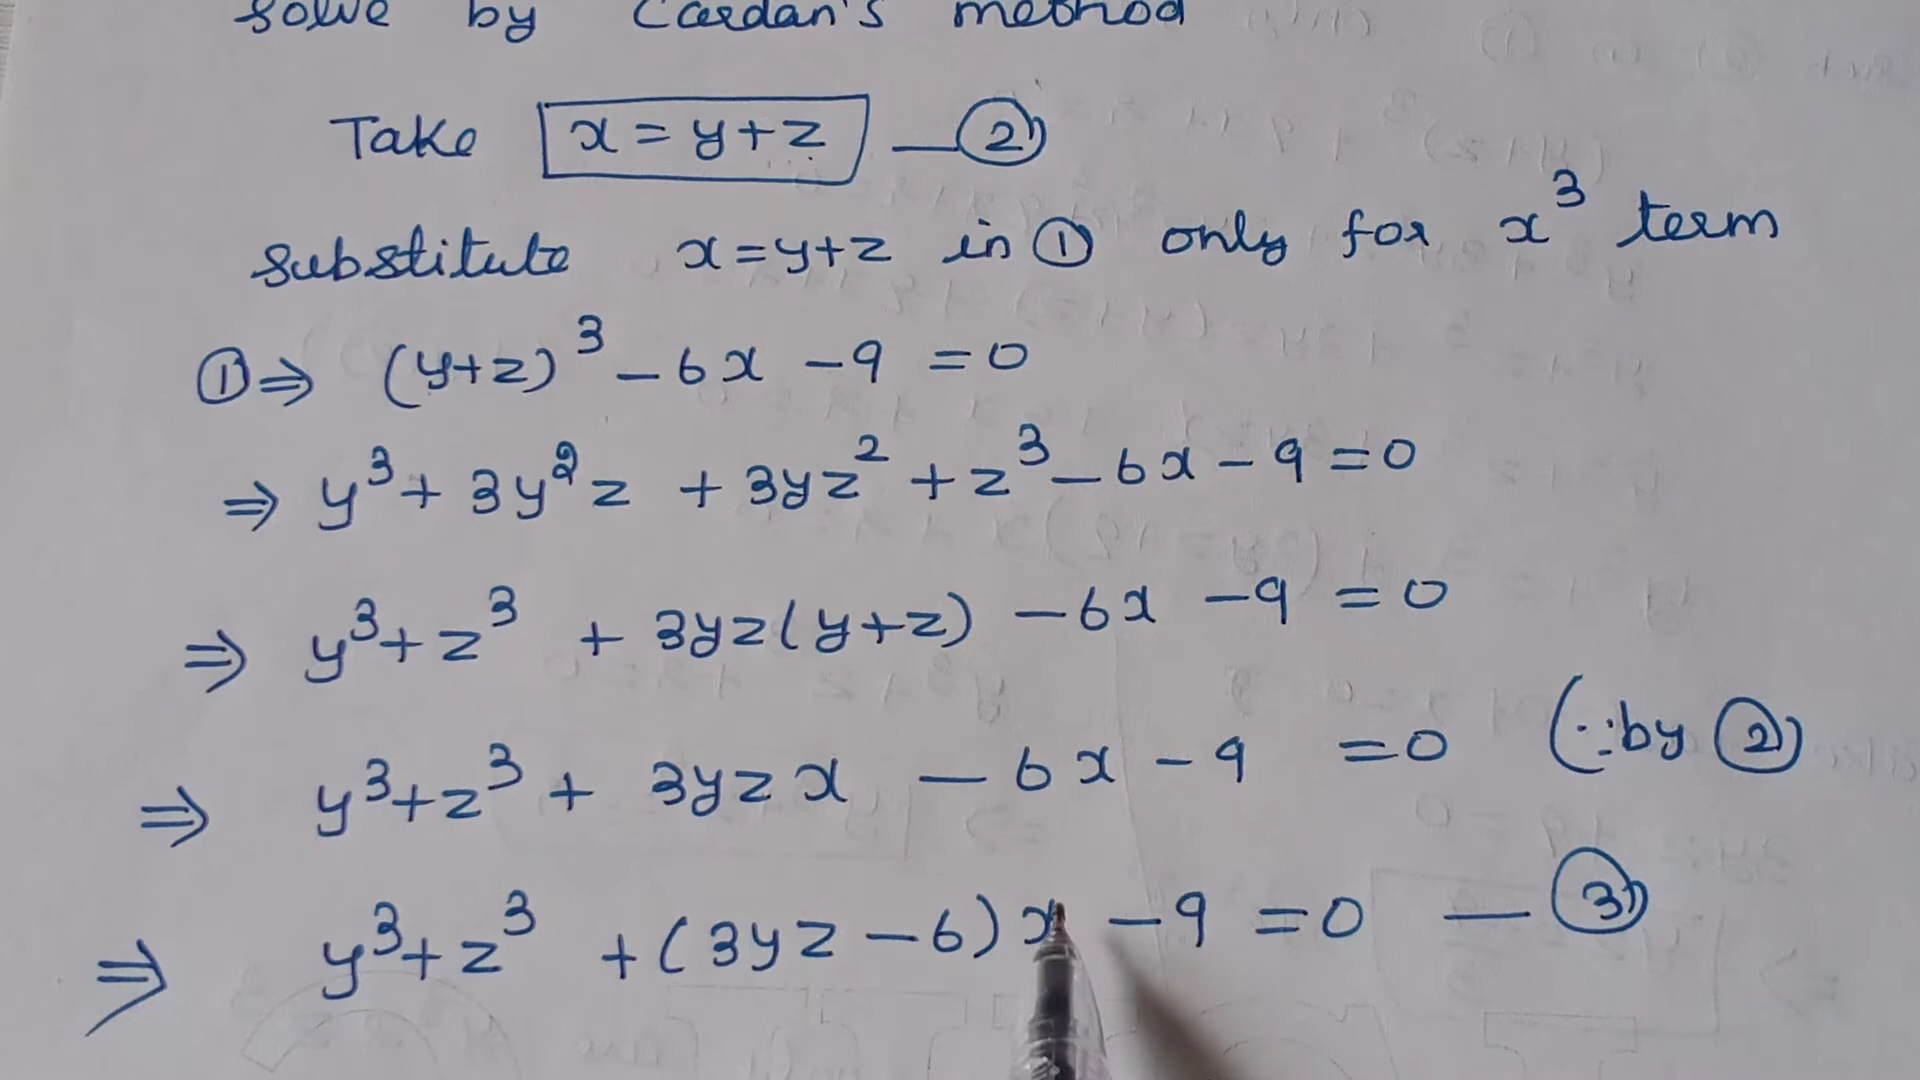 solve by Cardan's method
Take x = y+z — ②
substitute x=y+z in ① only for x³ term
① ⇒ (y+z)³ – 6x – 9 = 0
⇒ y³ + 3y²z + 3yz² + z³ – 6x – 9 = 0
⇒ y³+z³ + 3yz(y+z) – 6x – 9 = 0
⇒ y³+z³ + 3yzx – 6x – 9 = 0 (∵ by ②)
⇒ y³+z³ + (3yz – 6)x – 9 = 0 — ③